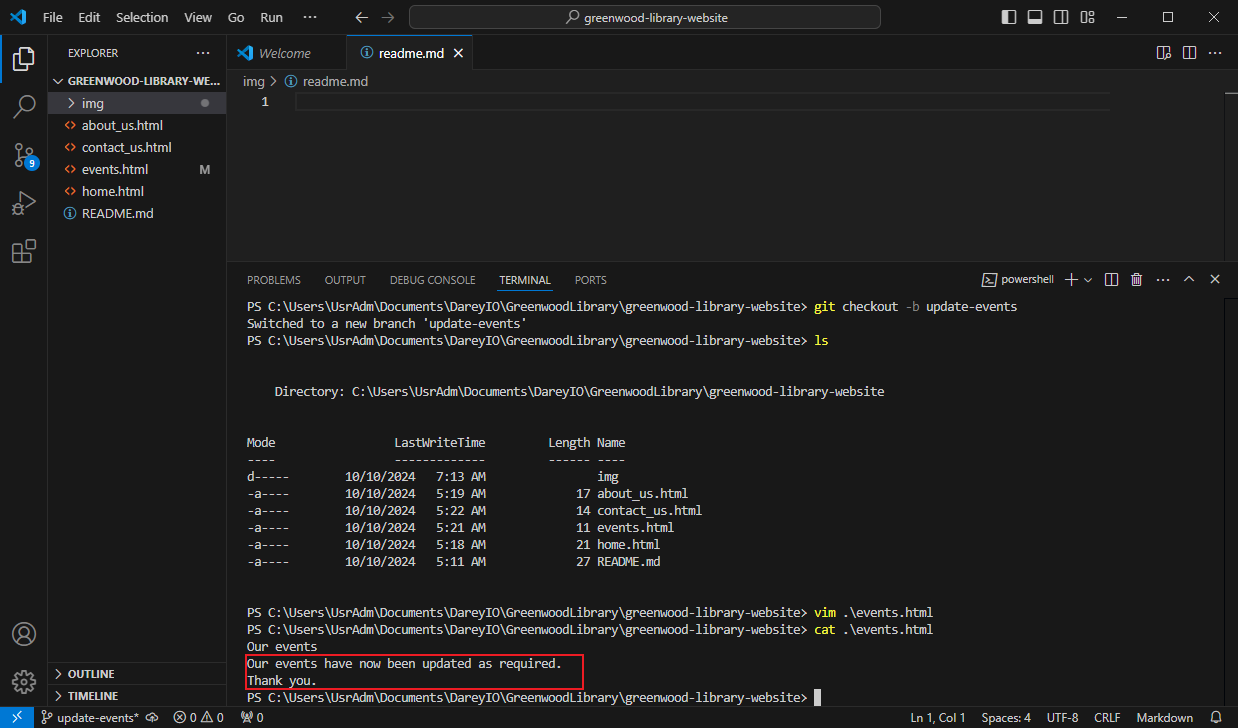 File Edit Selection View Go Run ··· greenwood-library-website
EXPLORER ···
GREENWOOD-LIBRARY-WE...
img
about_us.html
contact_us.html
events.html M
home.html
README.md
9
OUTLINE
TIMELINE
Welcome readme.md
img > readme.md
1
PROBLEMS OUTPUT DEBUG CONSOLE TERMINAL PORTS powershell
PS C:\Users\UsrAdm\Documents\DareyIO\GreenwoodLibrary\greenwood-library-website> git checkout -b update-events
Switched to a new branch 'update-events'
PS C:\Users\UsrAdm\Documents\DareyIO\GreenwoodLibrary\greenwood-library-website> ls
Directory: C:\Users\UsrAdm\Documents\DareyIO\GreenwoodLibrary\greenwood-library-website
Mode LastWriteTime Length Name
---- ------------- ------ ----
d----- 10/10/2024 7:13 AM img
-a---- 10/10/2024 5:19 AM 17 about_us.html
-a---- 10/10/2024 5:22 AM 14 contact_us.html
-a---- 10/10/2024 5:21 AM 11 events.html
-a---- 10/10/2024 5:18 AM 21 home.html
-a---- 10/10/2024 5:11 AM 27 README.md
PS C:\Users\UsrAdm\Documents\DareyIO\GreenwoodLibrary\greenwood-library-website> vim .\events.html
PS C:\Users\UsrAdm\Documents\DareyIO\GreenwoodLibrary\greenwood-library-website> cat .\events.html
Our events
Our events have now been updated as required.
Thank you.
PS C:\Users\UsrAdm\Documents\DareyIO\GreenwoodLibrary\greenwood-library-website>
update-events* 0 0 0 Ln 1, Col 1 Spaces: 4 UTF-8 CRLF Markdown